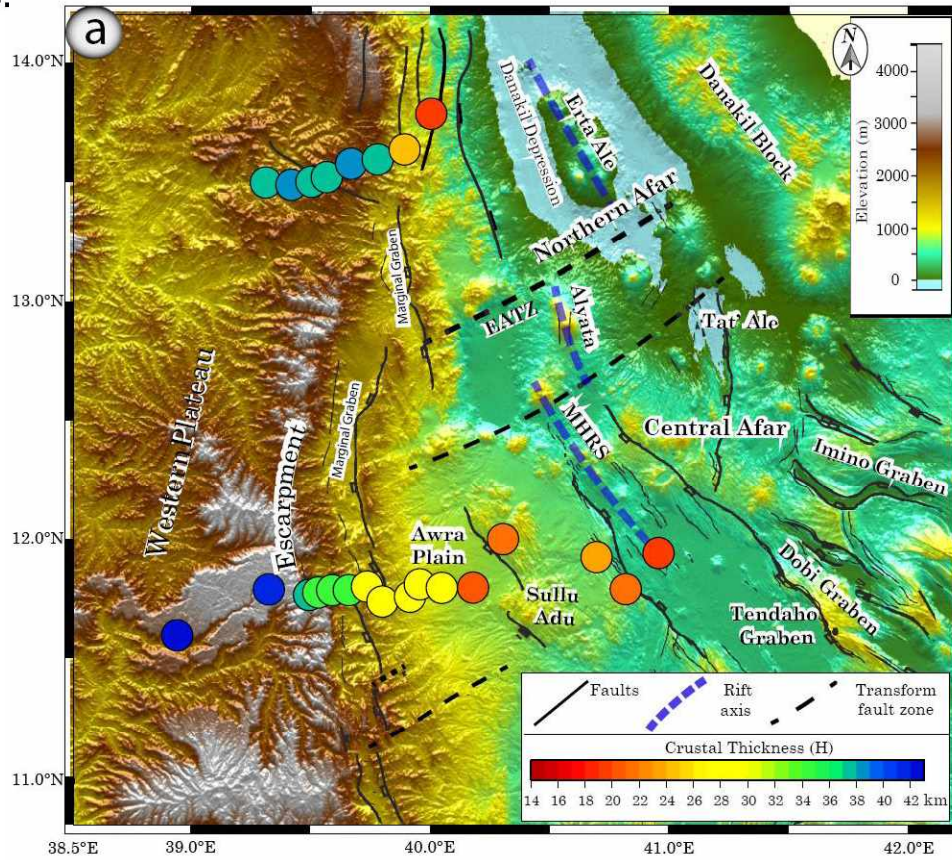 a
N
14.0°N
13.0°N
12.0°N
11.0°N
38.5°E
39.0°E
40.0°E
41.0°E
42.0°E
Danakil Depression
Erta Ale
Danakil Block
Northern Afar
Marginal Graben
EATZ
Alyata
Tat' Ale
Western Plateau
Escarpment
Marginal Graben
MHRS
Central Afar
Imino Graben
Awra
Plain
Sullu
Adu
Dobi Graben
Tendaho
Graben
Elevation (m)
4000
3000
2000
1000
0
Faults
Rift
axis
Transform
fault zone
Crustal Thickness (H)
14 16 18 20 22 24 26 28 30 32 34 36 38 40 42 km